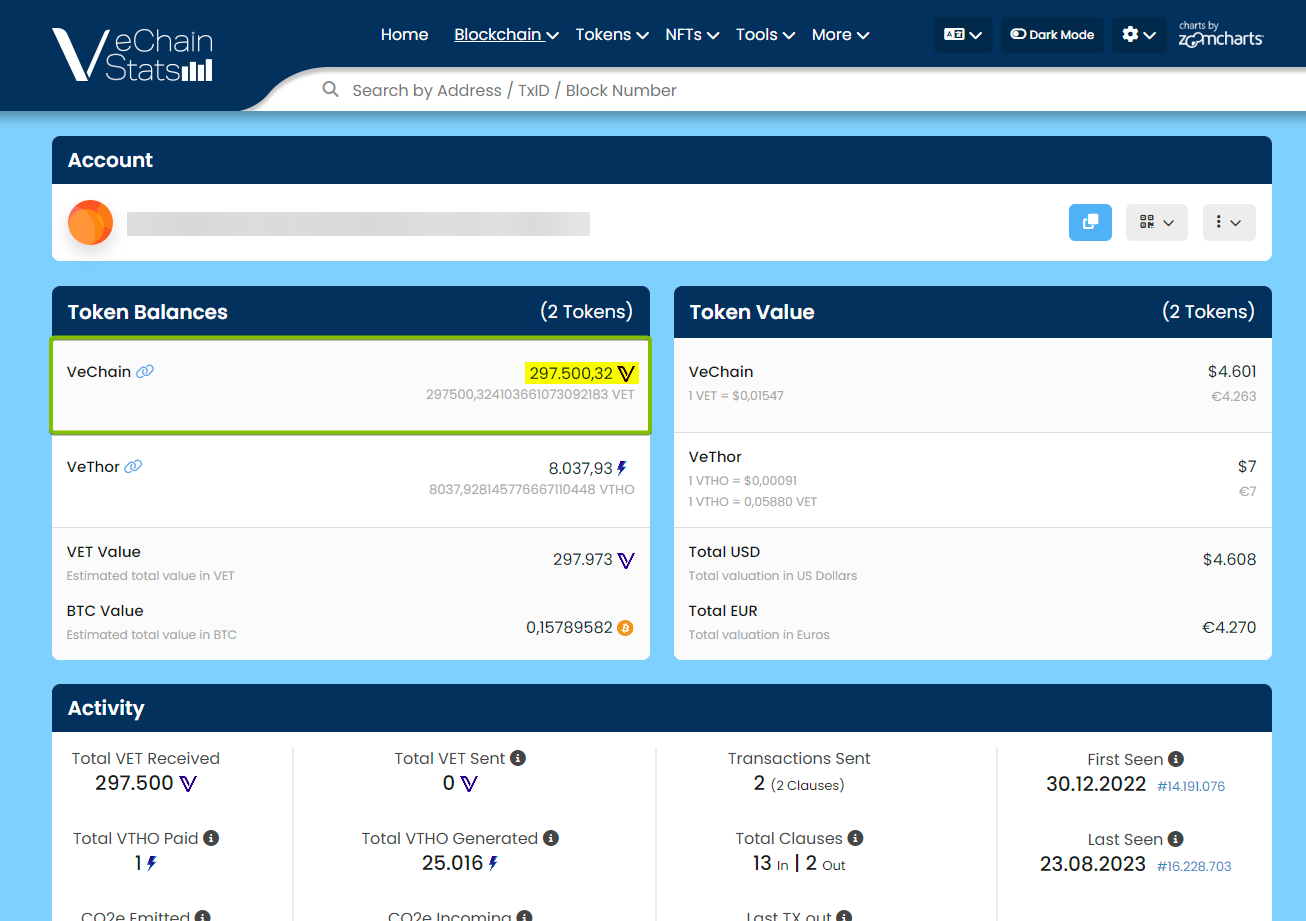 VeChain Stats
Home Blockchain Tokens NFTs Tools More Dark Mode charts by zoomcharts
Search by Address / TxID / Block Number
Account
Token Balances (2 Tokens)
VeChain 297.500,32
297500,324103661073092183 VET
VeThor 8.037,93
8037,928145776667110448 VTHO
VET Value 297.973
Estimated total value in VET
BTC Value 0,15789582
Estimated total value in BTC
Token Value (2 Tokens)
VeChain $4.601
1 VET = $0,01547 €4.263
VeThor $7
1 VTHO = $0,00091 €7
1 VTHO = 0,05880 VET
Total USD $4.608
Total valuation in US Dollars
Total EUR €4.270
Total valuation in Euros
Activity
Total VET Received
297.500
Total VET Sent
0
Transactions Sent
2 (2 Clauses)
First Seen
30.12.2022 #14.191.076
Total VTHO Paid
1
Total VTHO Generated
25.016
Total Clauses
13 In | 2 Out
Last Seen
23.08.2023 #16.228.703
CO2e Emitted
CO2e Incoming
Last TX out